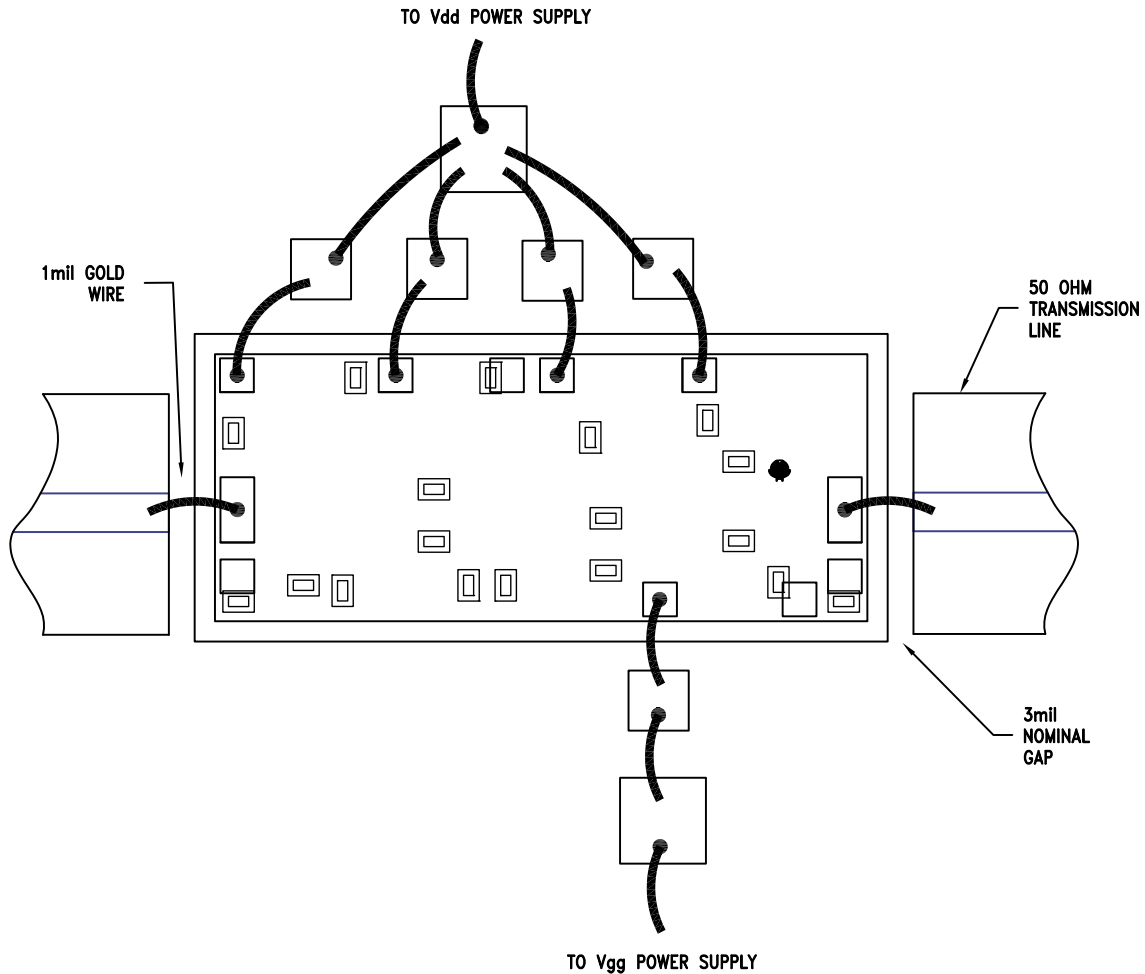 TO Vdd POWER SUPPLY
1mil GOLD
WIRE
50 OHM
TRANSMISSION
LINE
3mil
NOMINAL
GAP
TO Vgg POWER SUPPLY